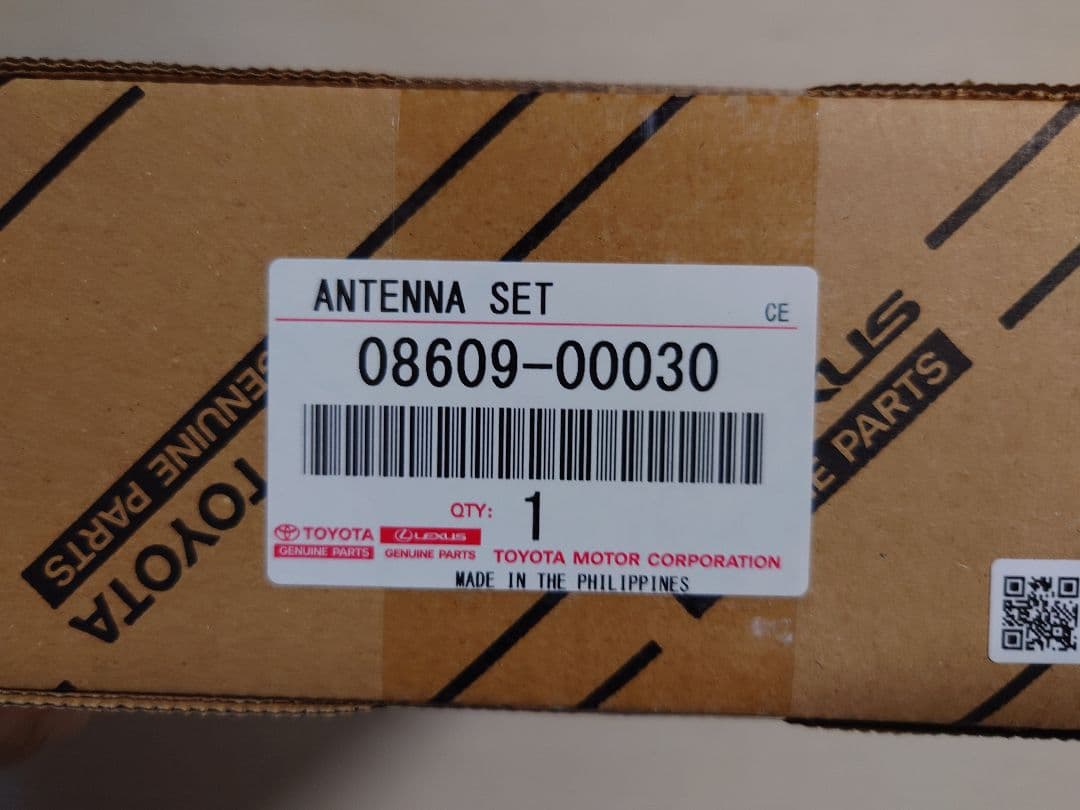 ANTENNA SET
CE
08609-00030
QTY: 1
TOYOTA
GENUINE PARTS
LEXUS
GENUINE PARTS
TOYOTA MOTOR CORPORATION
MADE IN THE PHILIPPINES
GENUINE PARTS
TOYOTA
PARTS